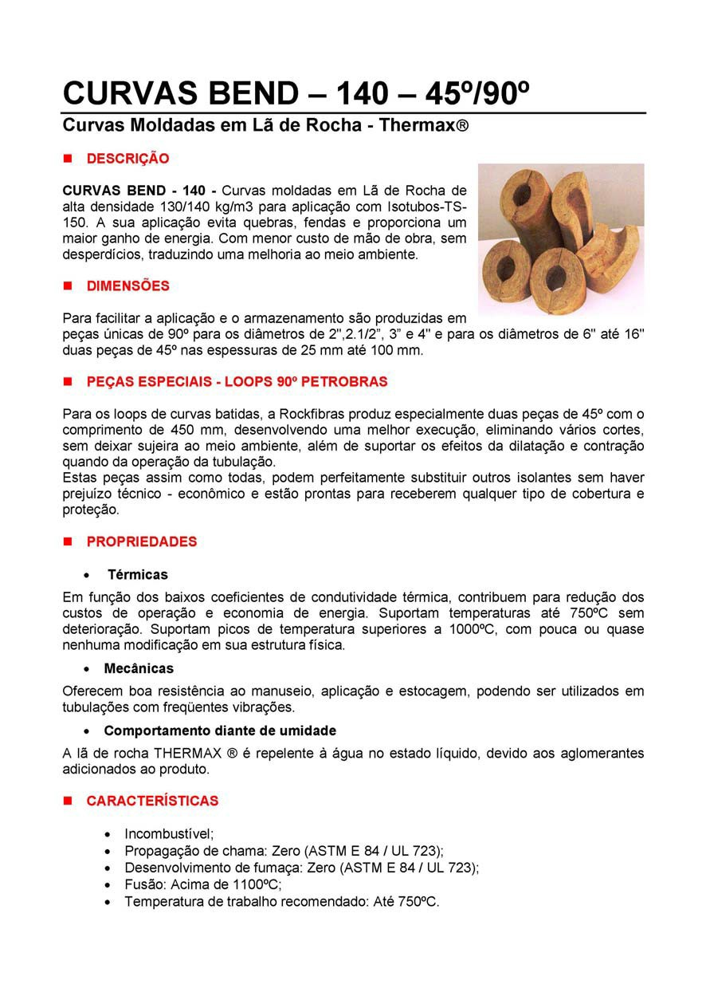 CURVAS BEND – 140 – 45º/90º
Curvas Moldadas em Lã de Rocha - Thermax®
■ DESCRIÇÃO
CURVAS BEND - 140 - Curvas moldadas em Lã de Rocha de
alta densidade 130/140 kg/m3 para aplicação com Isotubos-TS-
150. A sua aplicação evita quebras, fendas e proporciona um
maior ganho de energia. Com menor custo de mão de obra, sem
desperdícios, traduzindo uma melhoria ao meio ambiente.
■ DIMENSÕES
Para facilitar a aplicação e o armazenamento são produzidas em
peças únicas de 90º para os diâmetros de 2",2.1/2”, 3” e 4" e para os diâmetros de 6" até 16"
duas peças de 45º nas espessuras de 25 mm até 100 mm.
■ PEÇAS ESPECIAIS - LOOPS 90º PETROBRAS
Para os loops de curvas batidas, a Rockfibras produz especialmente duas peças de 45º com o
comprimento de 450 mm, desenvolvendo uma melhor execução, eliminando vários cortes,
sem deixar sujeira ao meio ambiente, além de suportar os efeitos da dilatação e contração
quando da operação da tubulação.
Estas peças assim como todas, podem perfeitamente substituir outros isolantes sem haver
prejuízo técnico - econômico e estão prontas para receberem qualquer tipo de cobertura e
proteção.
■ PROPRIEDADES
• Térmicas
Em função dos baixos coeficientes de condutividade térmica, contribuem para redução dos
custos de operação e economia de energia. Suportam temperaturas até 750ºC sem
deterioração. Suportam picos de temperatura superiores a 1000ºC, com pouca ou quase
nenhuma modificação em sua estrutura física.
• Mecânicas
Oferecem boa resistência ao manuseio, aplicação e estocagem, podendo ser utilizados em
tubulações com freqüentes vibrações.
• Comportamento diante de umidade
A lã de rocha THERMAX ® é repelente à água no estado líquido, devido aos aglomerantes
adicionados ao produto.
■ CARACTERÍSTICAS
• Incombustível;
• Propagação de chama: Zero (ASTM E 84 / UL 723);
• Desenvolvimento de fumaça: Zero (ASTM E 84 / UL 723);
• Fusão: Acima de 1100ºC;
• Temperatura de trabalho recomendado: Até 750ºC.